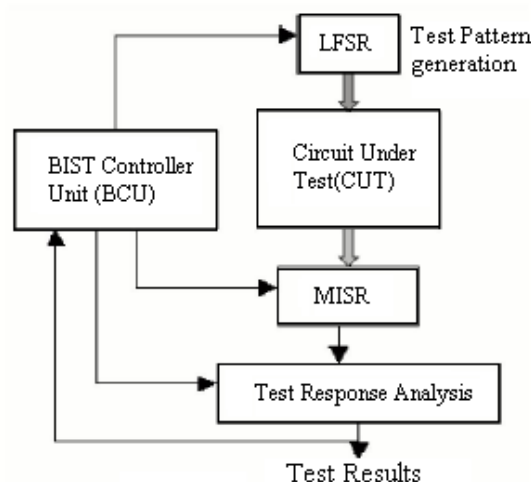 LFSR
Test Pattern
generation
BIST Controller
Unit (BCU)
Circuit Under
Test(CUT)
MISR
Test Response Analysis
Test Results